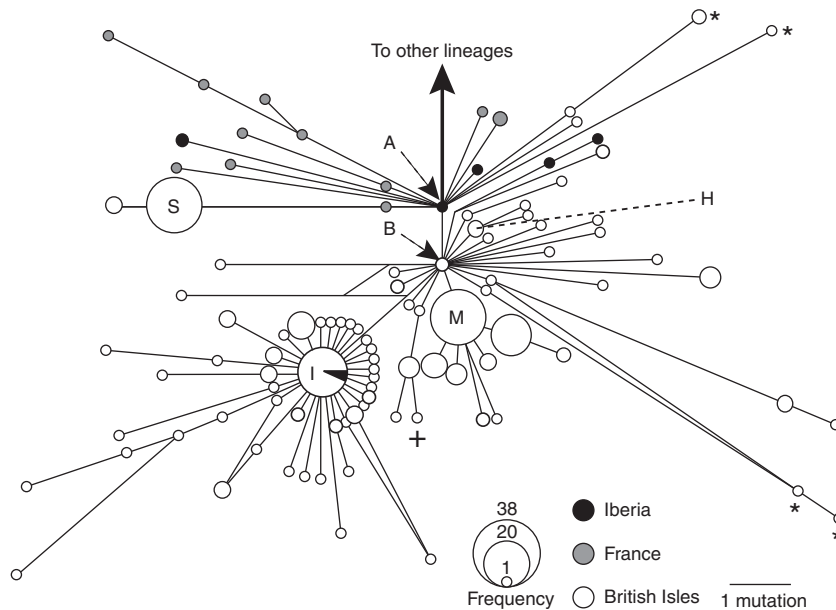 *
*
To other lineages
A
S
B
H
M
I
+
*
*
38
20
1
Frequency
Iberia
France
British Isles
1 mutation